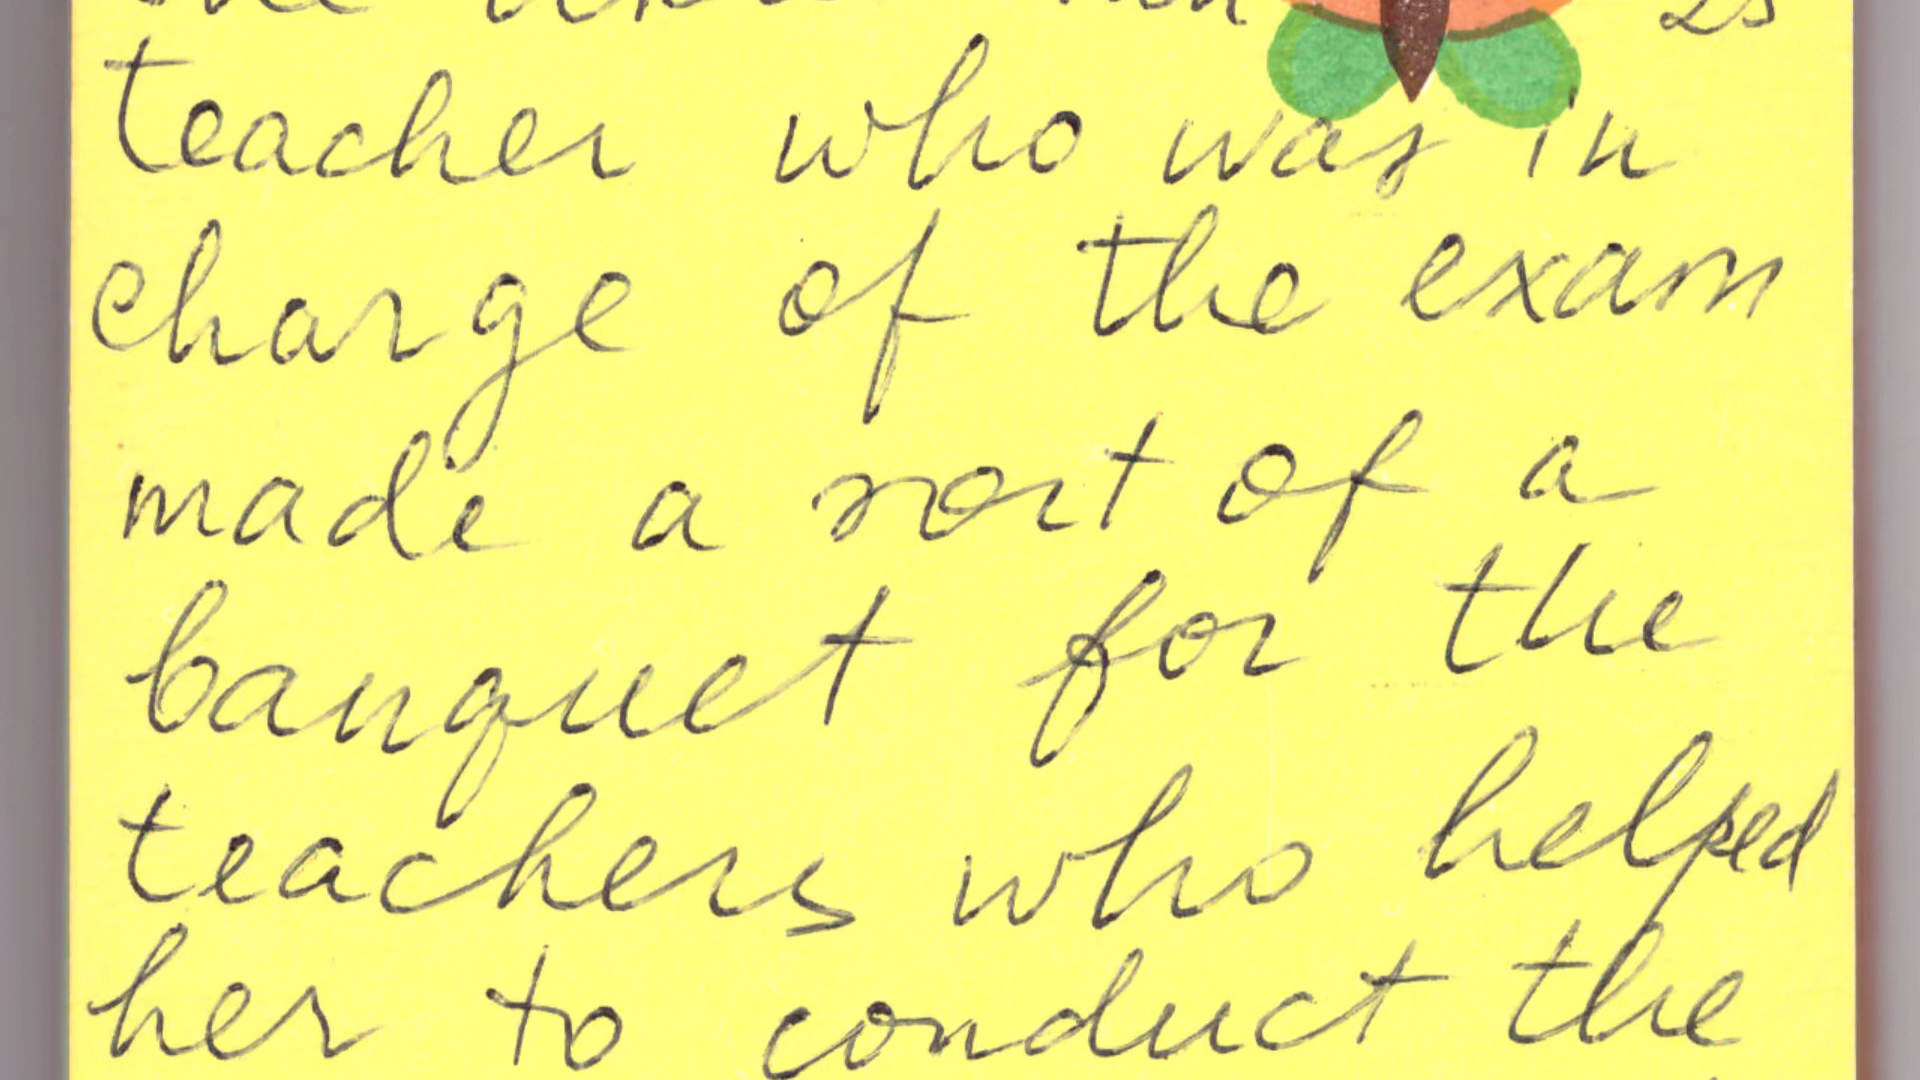 teacher who was in
charge of the exam
made a sort of a
banquet for the
teachers who helped
her to conduct the